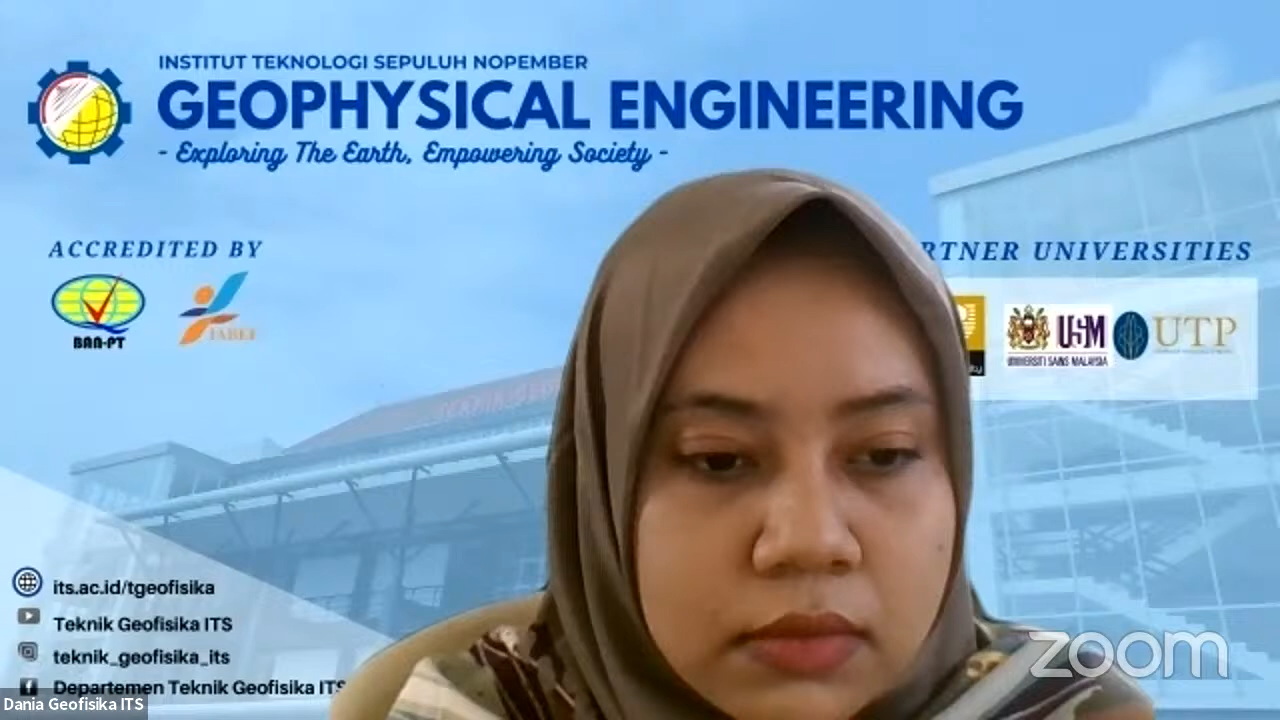 INSTITUT TEKNOLOGI SEPULUH NOPEMBER
GEOPHYSICAL ENGINEERING
- Exploring The Earth, Empowering Society -
ACCREDITED BY
RTNER UNIVERSITIES
BAN-PT
USM
UNIVERSITI SAINS MALAYSIA
UTP
its.ac.id/tgeofisika
Teknik Geofisika ITS
teknik_geofisika_its
Departemen Teknik Geofisika ITS
Dania Geofisika ITS
zoom